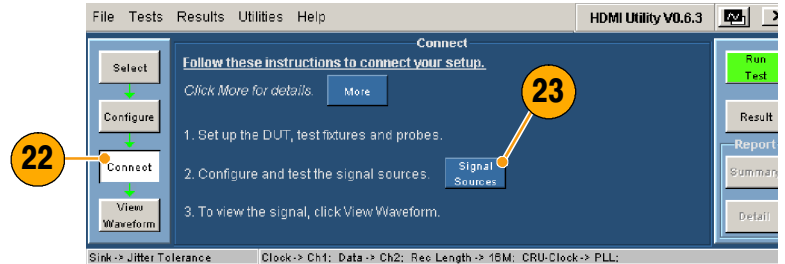 File Tests Results Utilities Help HDMI Utility V0.6.3
Connect
Select
Follow these instructions to connect your setup.
Run
Test
Click More for details. More
23
Configure
Result
1. Set up the DUT, test fixtures and probes.
Report
22
Connect
2. Configure and test the signal sources.
Signal
Sources
Summar
View
Waveform
3. To view the signal, click View Waveform.
Detail
Sink -> Jitter Tolerance Clock -> Ch1; Data -> Ch2; Rec Length -> 16M; CRU-Clock -> PLL;